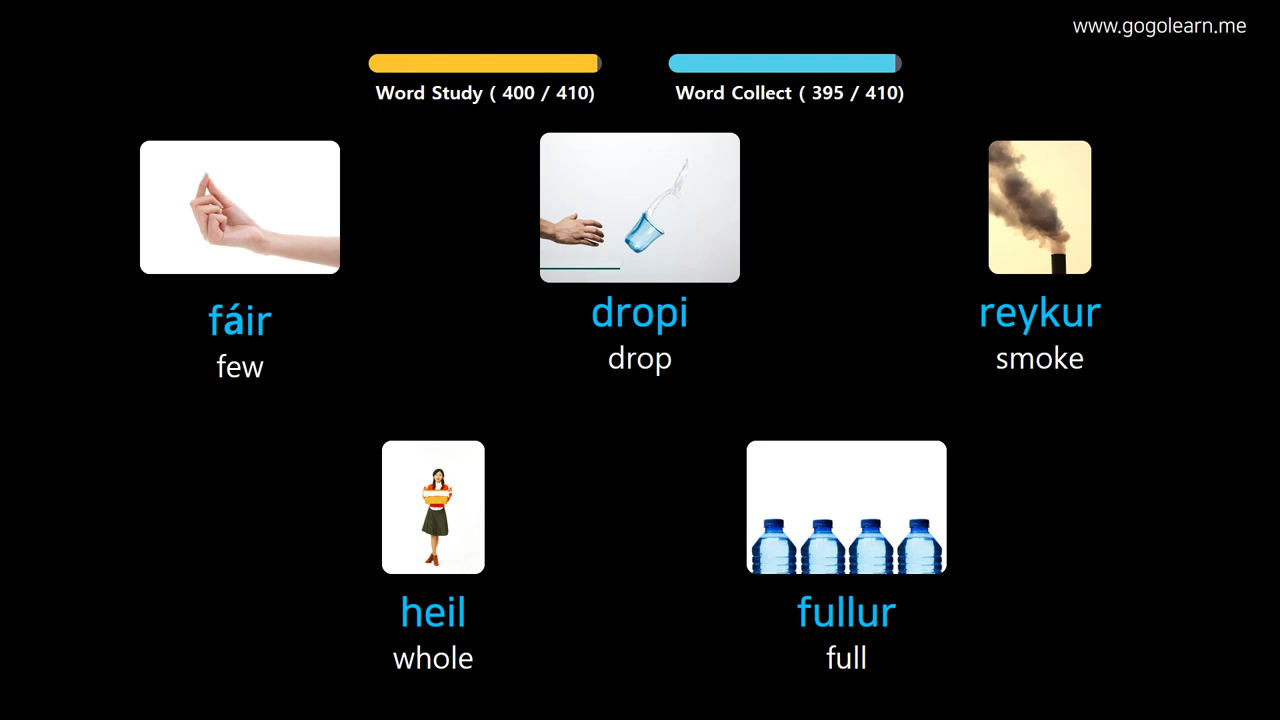 www.gogolearn.me
Word Study ( 400 / 410)
Word Collect ( 395 / 410)
fáir
few
dropi
drop
reykur
smoke
heil
whole
fullur
full